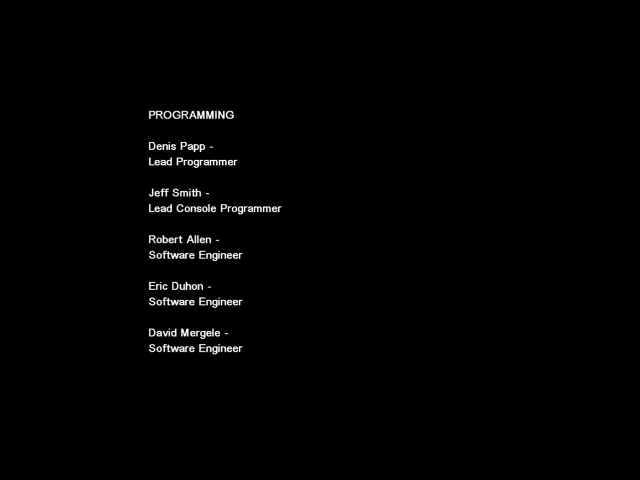 PROGRAMMING
Denis Papp -
Lead Programmer
Jeff Smith -
Lead Console Programmer
Robert Allen -
Software Engineer
Eric Duhon -
Software Engineer
David Mergele -
Software Engineer